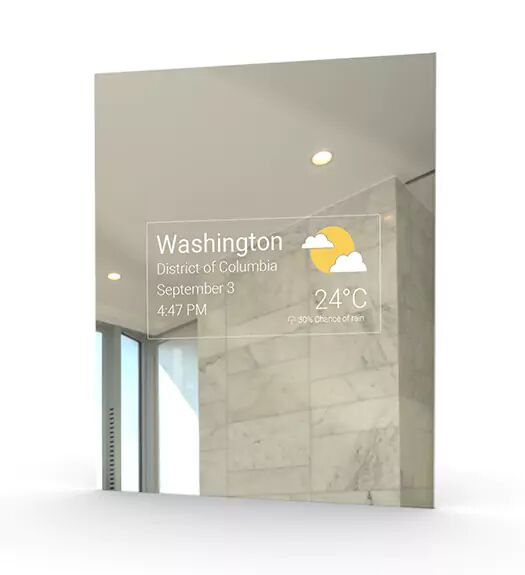 Washington
District of Columbia
September 3
4:47 PM
24°C
30% Chance of rain